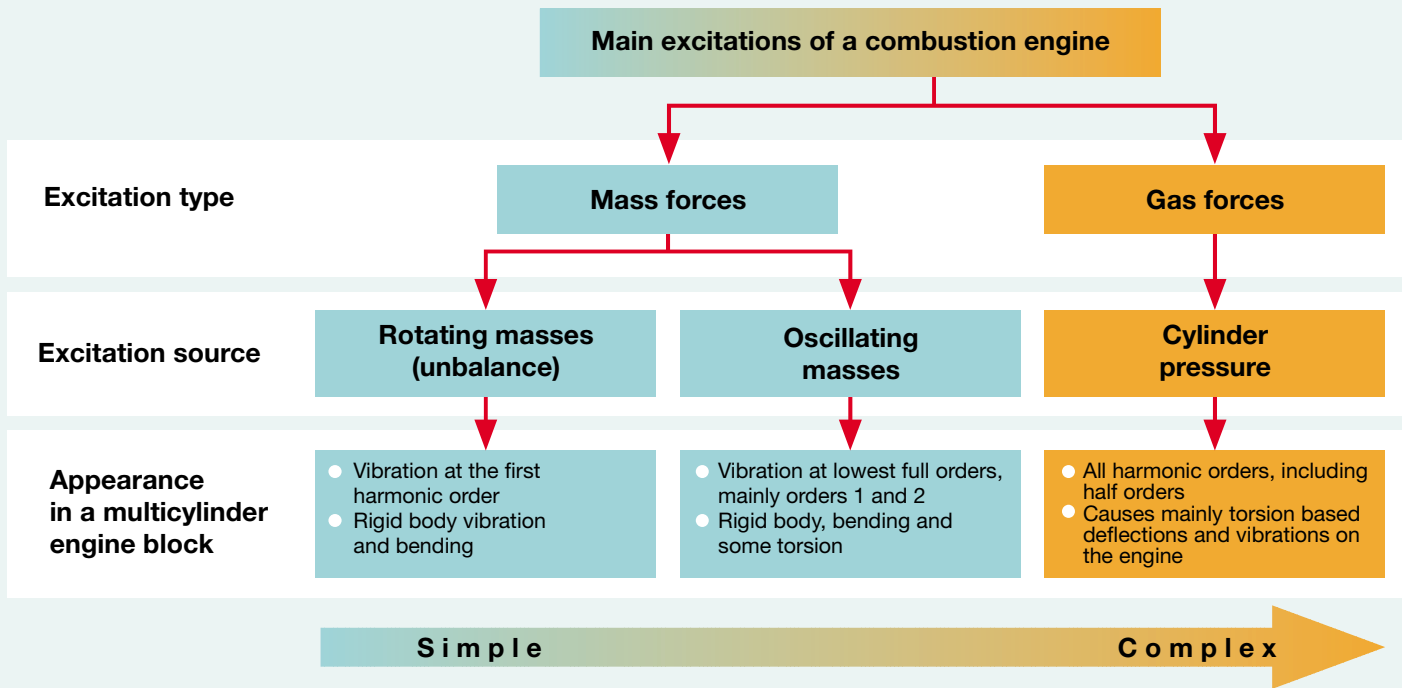 Main excitations of a combustion engine
Excitation type
Mass forces
Gas forces
Excitation source
Rotating masses
(unbalance)
Oscillating
masses
Cylinder
pressure
Appearance
in a multicylinder
engine block
Vibration at the first
harmonic order
Rigid body vibration
and bending
Vibration at lowest full orders,
mainly orders 1 and 2
Rigid body, bending and
some torsion
All harmonic orders, including
half orders
Causes mainly torsion based
deflections and vibrations on
the engine
Simple
Complex